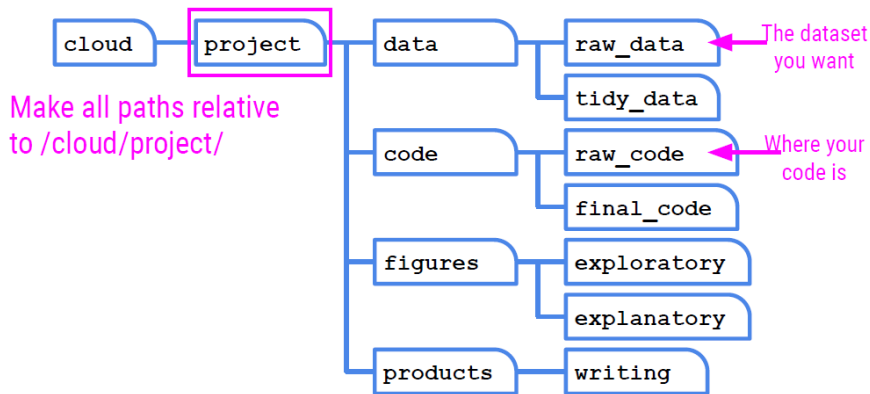 cloud
project
data
raw_data
The dataset
you want
tidy_data
Make all paths relative
to /cloud/project/
code
raw_code
Where your
code is
final_code
figures
exploratory
explanatory
products
writing